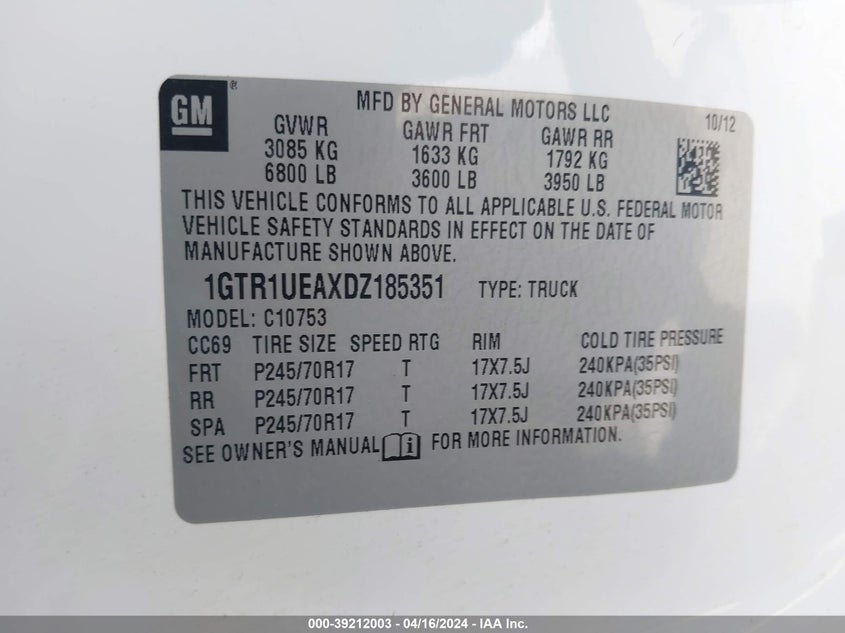 GM®
MFD BY GENERAL MOTORS LLC 10/12
GVWR GAWR FRT GAWR RR
3085 KG 1633 KG 1792 KG
6800 LB 3600 LB 3950 LB
THIS VEHICLE CONFORMS TO ALL APPLICABLE U.S. FEDERAL MOTOR
VEHICLE SAFETY STANDARDS IN EFFECT ON THE DATE OF
MANUFACTURE SHOWN ABOVE.
1GTR1UEAXDZ185351 TYPE: TRUCK
MODEL: C10753
CC69 TIRE SIZE SPEED RTG RIM COLD TIRE PRESSURE
FRT P245/70R17 T 17X7.5J 240KPA(35PSI)
RR P245/70R17 T 17X7.5J 240KPA(35PSI)
SPA P245/70R17 T 17X7.5J 240KPA(35PSI)
SEE OWNER'S MANUAL i FOR MORE INFORMATION.
000-39212003 - 04/16/2024 - IAA Inc.